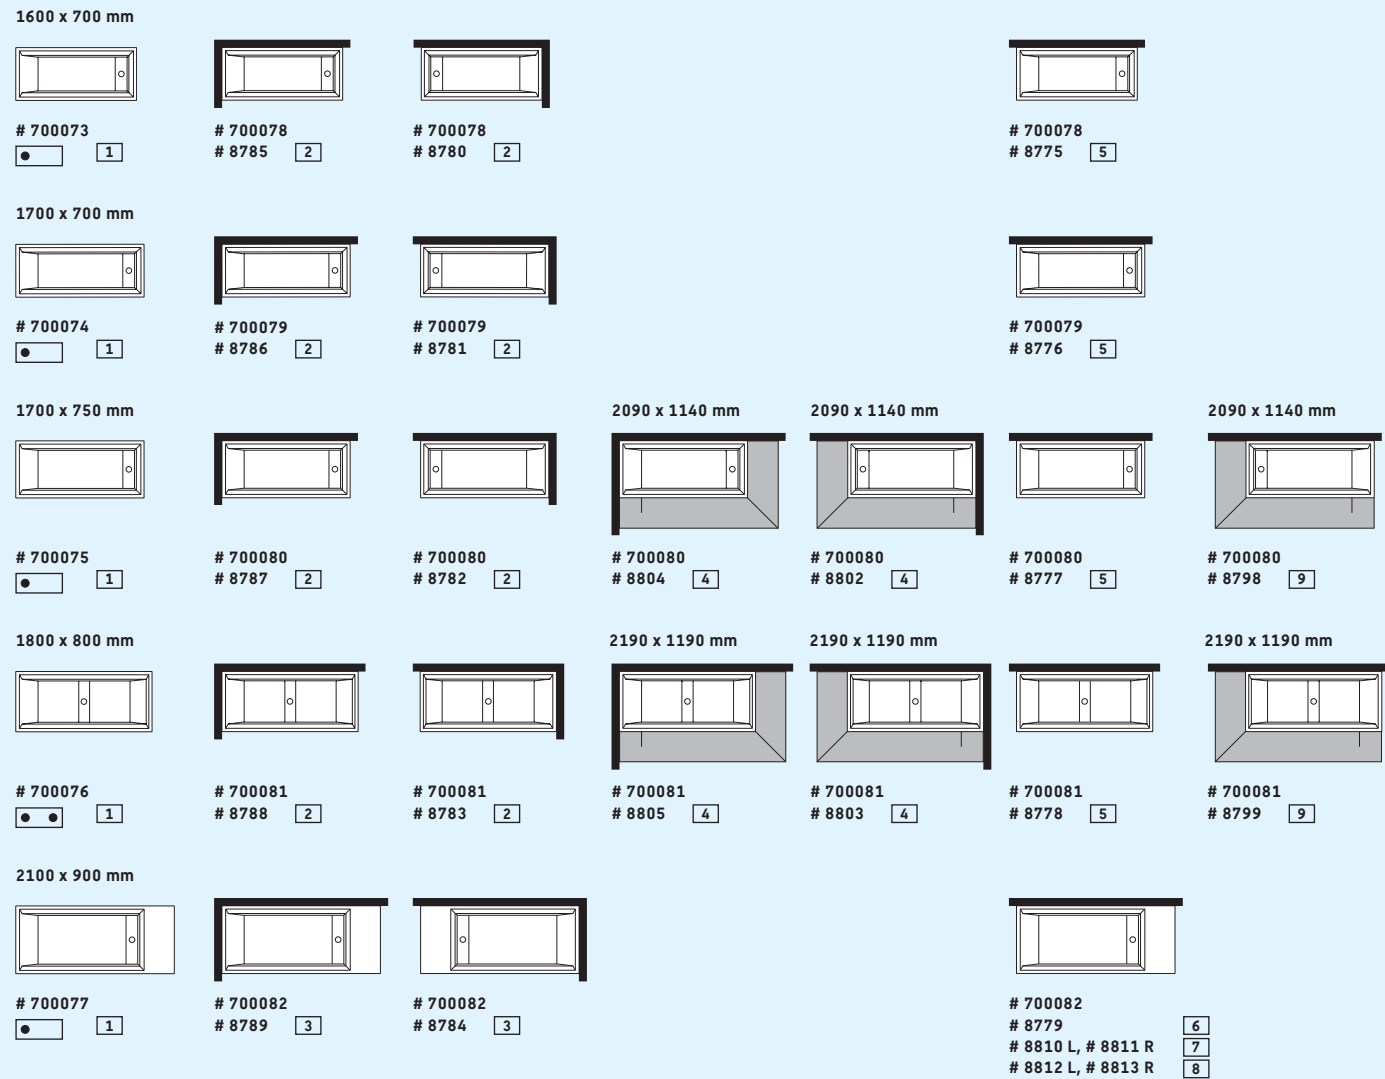 1600 x 700 mm
# 700073
1
# 700078
# 8785 2
# 700078
# 8780 2
# 700078
# 8775 5
1700 x 700 mm
# 700074
1
# 700079
# 8786 2
# 700079
# 8781 2
# 700079
# 8776 5
1700 x 750 mm
2090 x 1140 mm
2090 x 1140 mm
2090 x 1140 mm
# 700075
1
# 700080
# 8787 2
# 700080
# 8782 2
# 700080
# 8804 4
# 700080
# 8802 4
# 700080
# 8777 5
# 700080
# 8798 9
1800 x 800 mm
2190 x 1190 mm
2190 x 1190 mm
2190 x 1190 mm
# 700076
1
# 700081
# 8788 2
# 700081
# 8783 2
# 700081
# 8805 4
# 700081
# 8803 4
# 700081
# 8778 5
# 700081
# 8799 9
2100 x 900 mm
# 700077
1
# 700082
# 8789 3
# 700082
# 8784 3
# 700082
# 8779 6
# 8810 L, # 8811 R 7
# 8812 L, # 8813 R 8